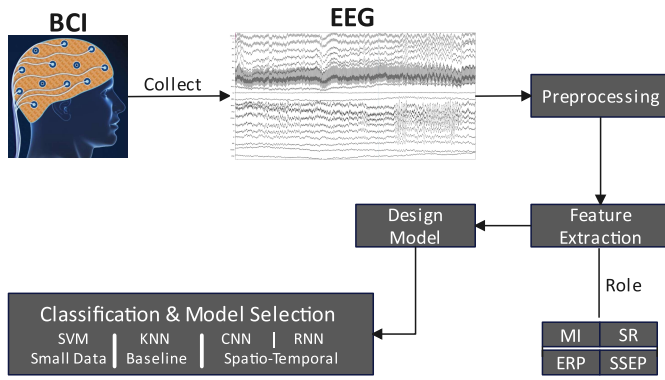 BCI
EEG
Collect
Preprocessing
Design
Model
Feature
Extraction
Role
Classification & Model Selection
SVM KNN CNN RNN
Small Data Baseline Spatio-Temporal
MI SR
ERP SSEP